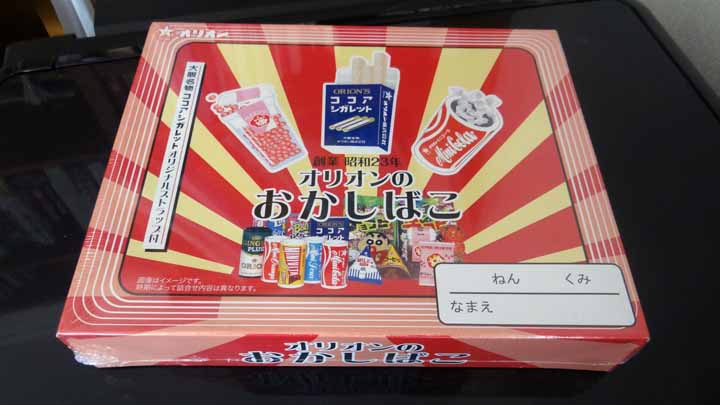 オリオン
大阪名物ココアシガレットオリジナルストラップ付
ORION'S
ココア
シガレット
創業 昭和23年
オリオンの
おかしばこ
画像はイメージです。
時期によって詰合せ内容は異なります。
ねん くみ
なまえ
オリオンの
おかしばこ